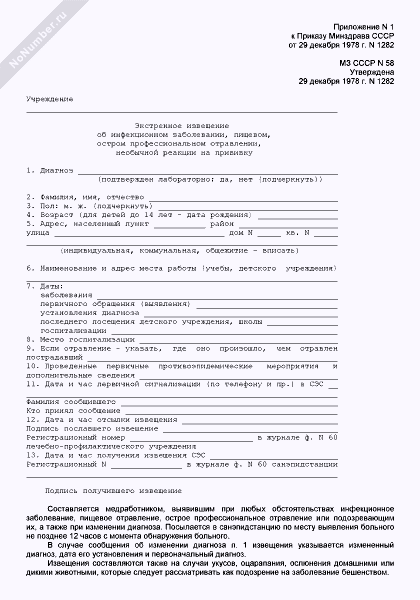 NoNumber.ru
Приложение N 1
к Приказу Минздрава СССР
от 29 декабря 1978 г. N 1282
МЗ СССР N 58
Утверждена
29 декабря 1978 г. N 1282
Учреждение
Экстренное извещение
об инфекционном заболевании, пищевом,
остром профессиональном отравлении,
необычной реакции на прививку
1. Диагноз
(подтвержден лабораторно: да, нет (подчеркнуть))
2. Фамилия, имя, отчество
3. Пол: м. ж. (подчеркнуть)
4. Возраст (для детей до 14 лет - дата рождения)
5. Адрес, населенный пункт район
улица дом N кв. N
(индивидуальная, коммунальная, общежитие - вписать)
6. Наименование и адрес места работы (учебы, детского учреждения)
7. Даты:
заболевания
первичного обращения (выявления)
установления диагноза
последнего посещения детского учреждения, школы
госпитализации
8. Место госпитализации
9. Если отравление - указать, где оно произошло, чем отравлен
пострадавший
10. Проведенные первичные противоэпидемические мероприятия и
дополнительные сведения
11. Дата и час первичной сигнализации (по телефону и пр.) в СЭС
Фамилия сообщившего
Кто принял сообщение
12. Дата и час отсылки извещения
Подпись пославшего извещение
Регистрационный номер в журнале ф. N 60
лечебно-профилактического учреждения
13. Дата и час получения извещения СЭС
Регистрационный N в журнале ф. N 60 санэпидстанции
Подпись получившего извещение
Составляется медработником, выявившим при любых обстоятельствах инфекционное
заболевание, пищевое отравление, острое профессиональное отравление или подозревающим
их, а также при изменении диагноза. Посылается в санэпидстанцию по месту выявления больного
не позднее 12 часов с момента обнаружения больного.
В случае сообщения об изменении диагноза п. 1 извещения указывается измененный
диагноз, дата его установления и первоначальный диагноз.
Извещения составляются также на случаи укусов, оцарапания, ослюнения домашними или
дикими животными, которые следует рассматривать как подозрение на заболевание бешенством.